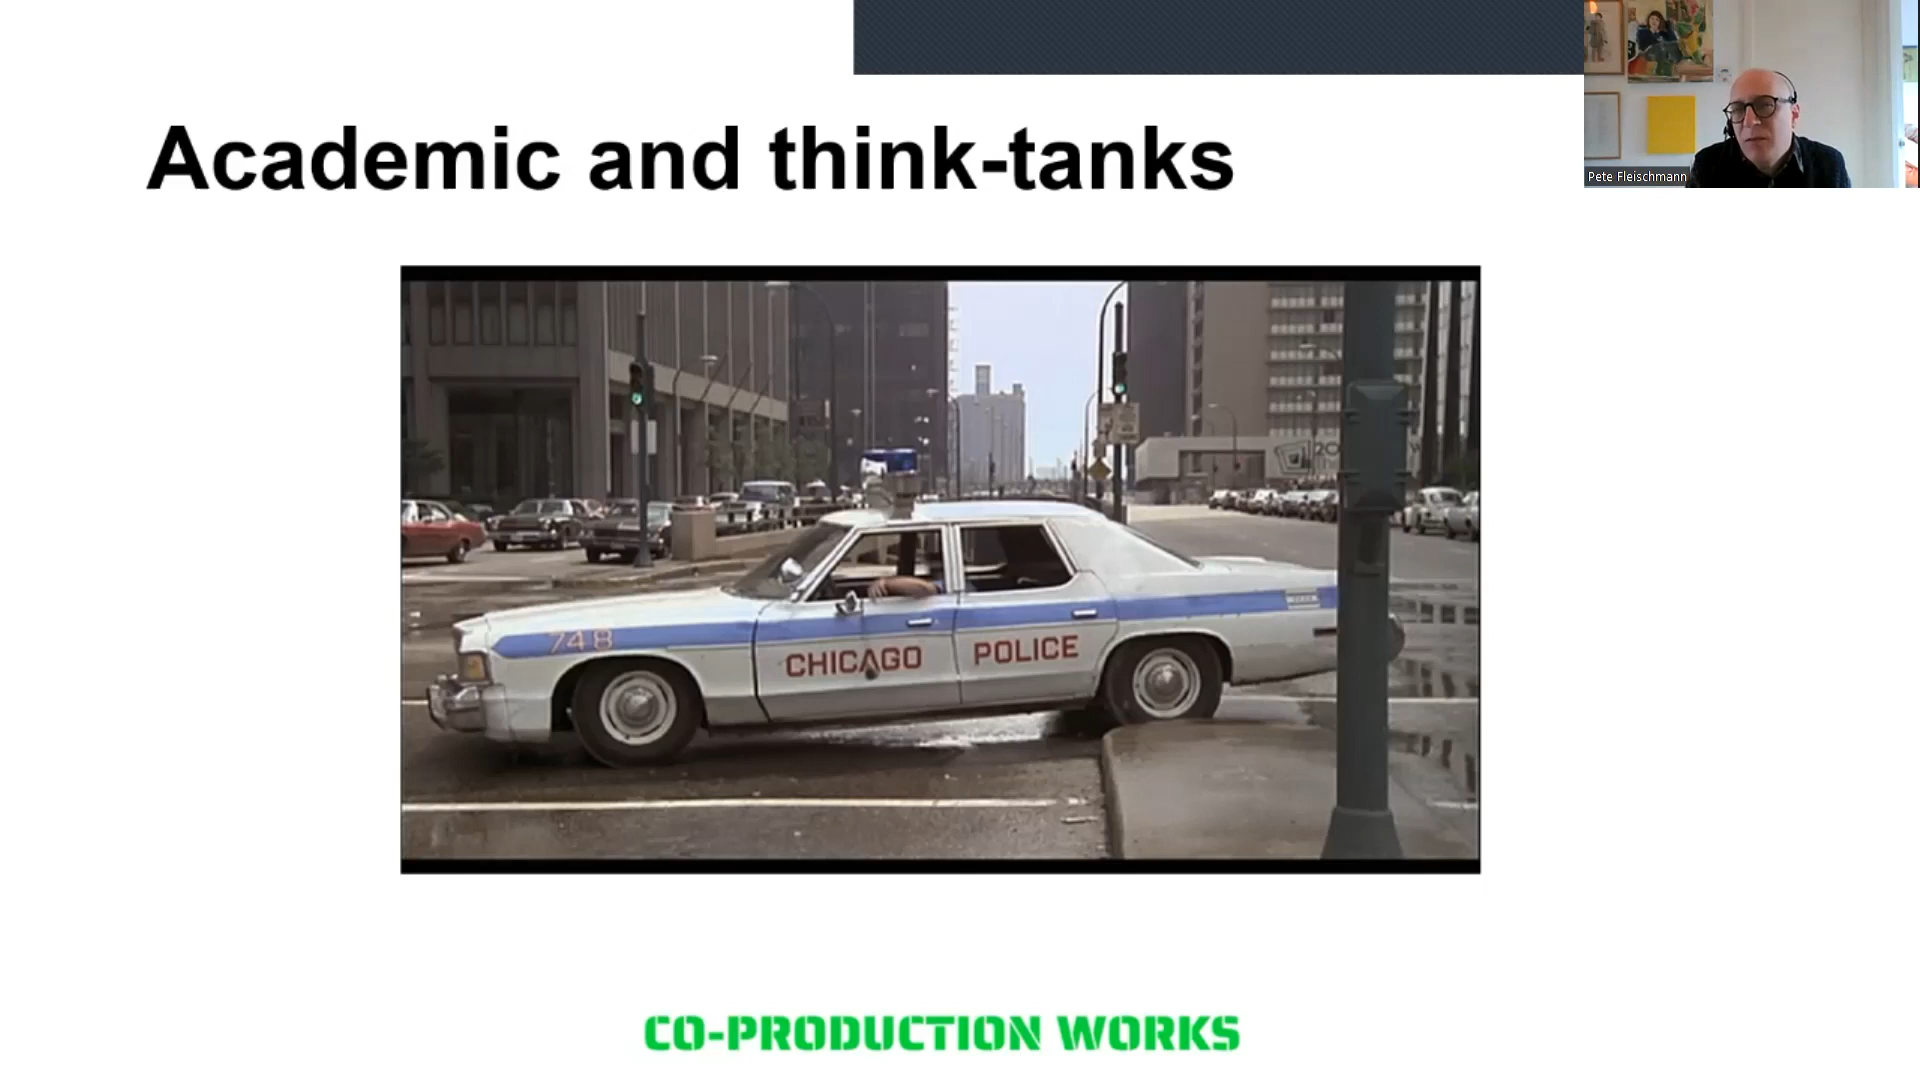 Academic and think-tanks
Pete Fleischmann
748
CHICAGO POLICE
CO-PRODUCTION WORKS